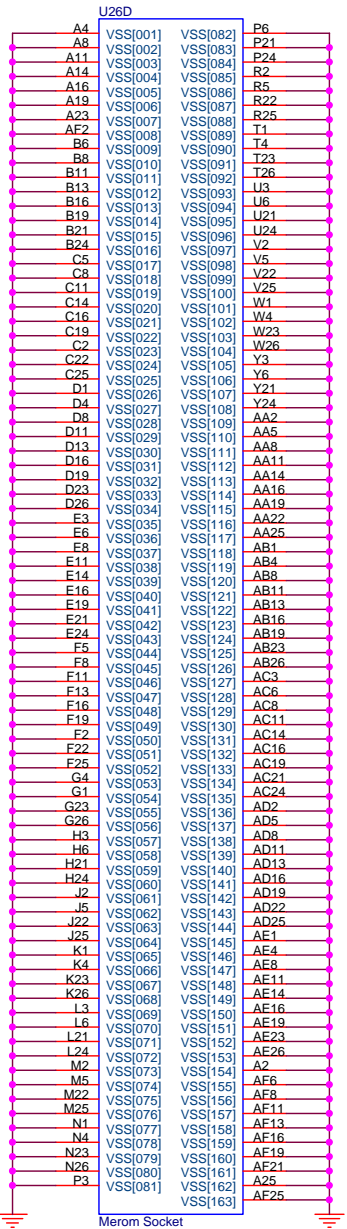 U26D
A4 VSS[001] VSS[082] P6
A8 VSS[002] VSS[083] P21
A11 VSS[003] VSS[084] P24
A14 VSS[004] VSS[085] R2
A16 VSS[005] VSS[086] R5
A19 VSS[006] VSS[087] R22
A23 VSS[007] VSS[088] R25
AF2 VSS[008] VSS[089] T1
B6 VSS[009] VSS[090] T4
B8 VSS[010] VSS[091] T23
B11 VSS[011] VSS[092] T26
B13 VSS[012] VSS[093] U3
B16 VSS[013] VSS[094] U6
B19 VSS[014] VSS[095] U21
B21 VSS[015] VSS[096] U24
B24 VSS[016] VSS[097] V2
C5 VSS[017] VSS[098] V5
C8 VSS[018] VSS[099] V22
C11 VSS[019] VSS[100] V25
C14 VSS[020] VSS[101] W1
C16 VSS[021] VSS[102] W4
C19 VSS[022] VSS[103] W23
C2 VSS[023] VSS[104] W26
C22 VSS[024] VSS[105] Y3
C25 VSS[025] VSS[106] Y6
D1 VSS[026] VSS[107] Y21
D4 VSS[027] VSS[108] Y24
D8 VSS[028] VSS[109] AA2
D11 VSS[029] VSS[110] AA5
D13 VSS[030] VSS[111] AA8
D16 VSS[031] VSS[112] AA11
D19 VSS[032] VSS[113] AA14
D23 VSS[033] VSS[114] AA16
D26 VSS[034] VSS[115] AA19
E3 VSS[035] VSS[116] AA22
E6 VSS[036] VSS[117] AA25
E8 VSS[037] VSS[118] AB1
E11 VSS[038] VSS[119] AB4
E14 VSS[039] VSS[120] AB8
E16 VSS[040] VSS[121] AB11
E19 VSS[041] VSS[122] AB13
E21 VSS[042] VSS[123] AB16
E24 VSS[043] VSS[124] AB19
F5 VSS[044] VSS[125] AB23
F8 VSS[045] VSS[126] AB26
F11 VSS[046] VSS[127] AC3
F13 VSS[047] VSS[128] AC6
F16 VSS[048] VSS[129] AC8
F19 VSS[049] VSS[130] AC11
F2 VSS[050] VSS[131] AC14
F22 VSS[051] VSS[132] AC16
F25 VSS[052] VSS[133] AC19
G4 VSS[053] VSS[134] AC21
G1 VSS[054] VSS[135] AC24
G23 VSS[055] VSS[136] AD2
G26 VSS[056] VSS[137] AD5
H3 VSS[057] VSS[138] AD8
H6 VSS[058] VSS[139] AD11
H21 VSS[059] VSS[140] AD13
H24 VSS[060] VSS[141] AD16
J2 VSS[061] VSS[142] AD19
J5 VSS[062] VSS[143] AD22
J22 VSS[063] VSS[144] AD25
J25 VSS[064] VSS[145] AE1
K1 VSS[065] VSS[146] AE4
K4 VSS[066] VSS[147] AE8
K23 VSS[067] VSS[148] AE11
K26 VSS[068] VSS[149] AE14
L3 VSS[069] VSS[150] AE16
L6 VSS[070] VSS[151] AE19
L21 VSS[071] VSS[152] AE23
L24 VSS[072] VSS[153] AE26
M2 VSS[073] VSS[154] A2
M5 VSS[074] VSS[155] AF6
M22 VSS[075] VSS[156] AF8
M25 VSS[076] VSS[157] AF11
N1 VSS[077] VSS[158] AF13
N4 VSS[078] VSS[159] AF16
N23 VSS[079] VSS[160] AF19
N26 VSS[080] VSS[161] AF21
P3 VSS[081] VSS[162] A25
VSS[163] AF25
Merom Socket